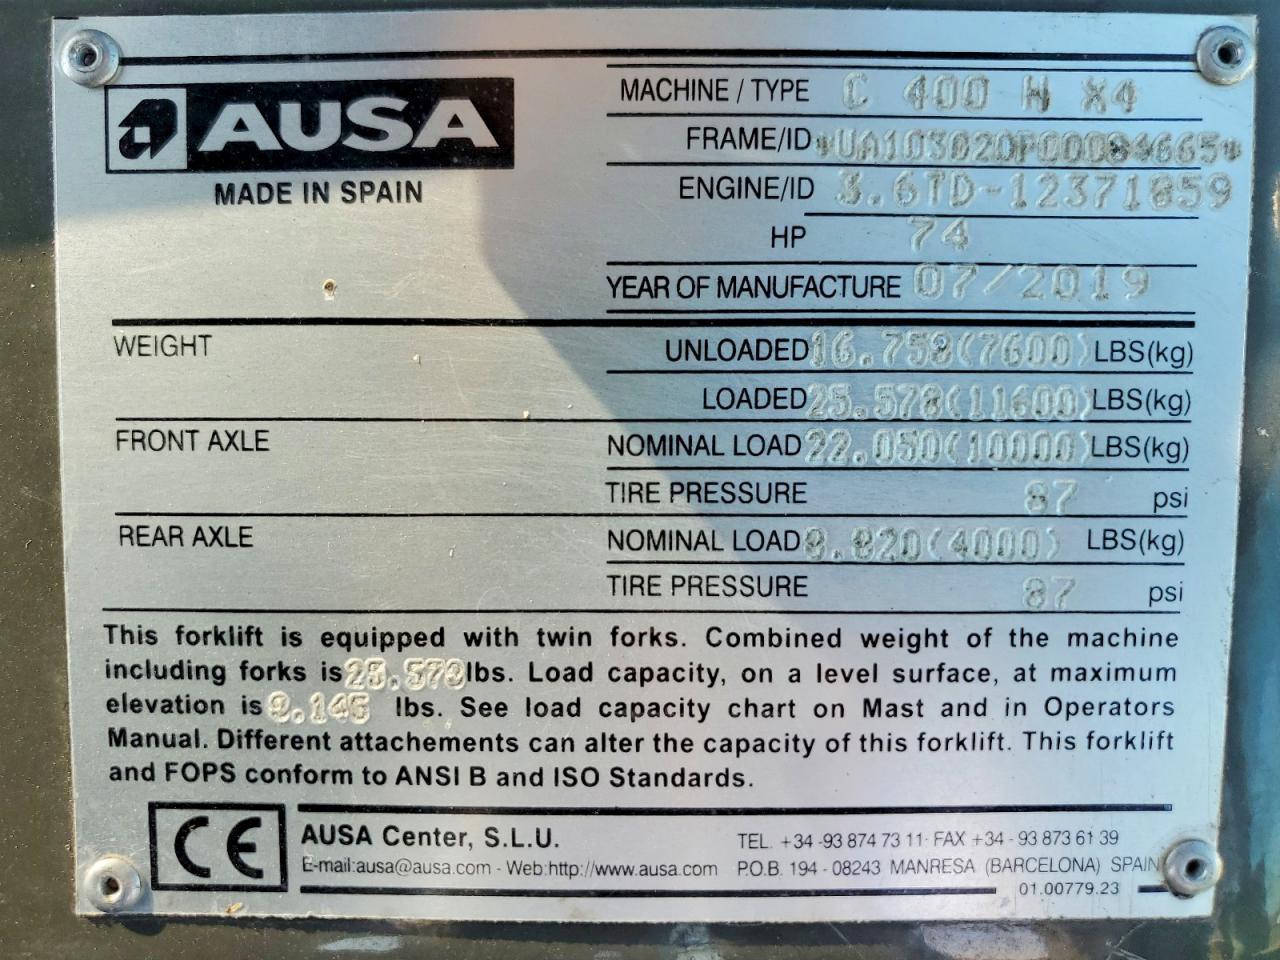 AUSA
MADE IN SPAIN
MACHINE / TYPE C 400 H X4
FRAME/ID
ENGINE/ID 3.6TD-12371859
HP 74
YEAR OF MANUFACTURE 07/2019
WEIGHT UNLOADED 16.758(7600) LBS(kg)
LOADED 25.578(11600) LBS(kg)
FRONT AXLE NOMINAL LOAD 22.050(10000) LBS(kg)
TIRE PRESSURE 87 psi
REAR AXLE NOMINAL LOAD 8.820(4000) LBS(kg)
TIRE PRESSURE 87 psi
This forklift is equipped with twin forks. Combined weight of the machine
including forks is 25.578 lbs. Load capacity, on a level surface, at maximum
elevation is lbs. See load capacity chart on Mast and in Operators
Manual. Different attachements can alter the capacity of this forklift. This forklift
and FOPS conform to ANSI B and ISO Standards.
CE
AUSA Center, S.L.U. TEL. +34 -93 874 73 11 - FAX +34 - 93 873 61 39
E-mail:ausa@ausa.com - Web:http://www.ausa.com P.O.B. 194 - 08243 MANRESA (BARCELONA) SPAIN
01.00779.23